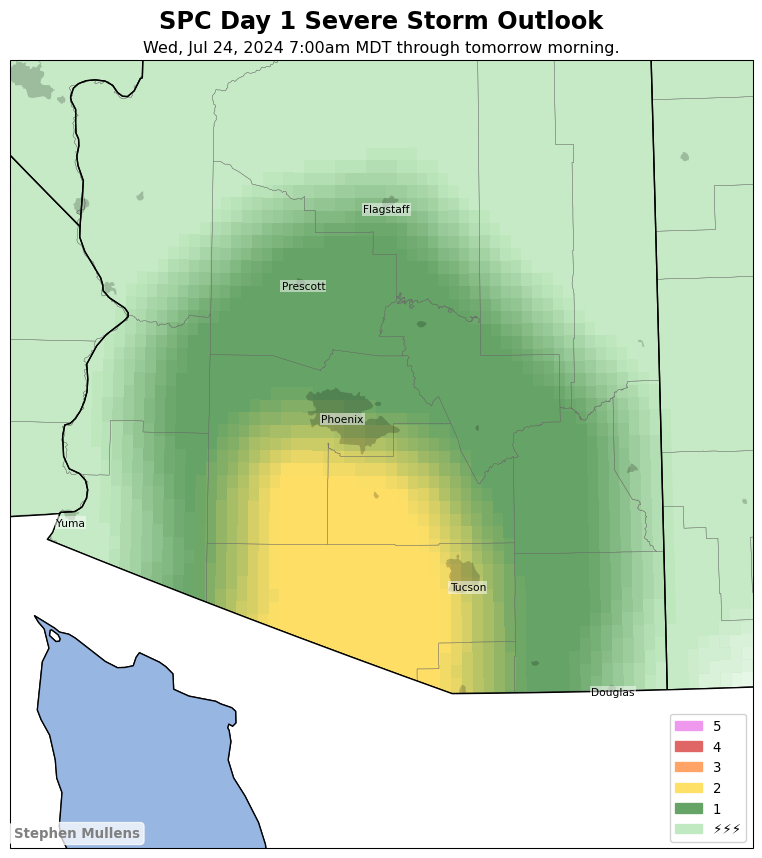 SPC Day 1 Severe Storm Outlook
Wed, Jul 24, 2024 7:00am MDT through tomorrow morning.
Flagstaff
Prescott
Phoenix
Yuma
Tucson
Douglas
5
4
3
2
1
⚡⚡⚡
Stephen Mullens